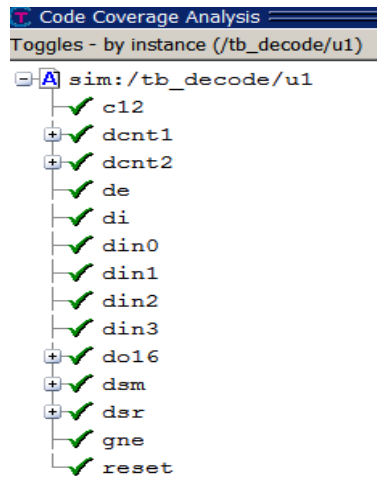 Code Coverage Analysis
Toggles - by instance (/tb_decode/u1)
sim:/tb_decode/u1
c12
dcnt1
dcnt2
de
di
din0
din1
din2
din3
do16
dsm
dsr
gne
reset